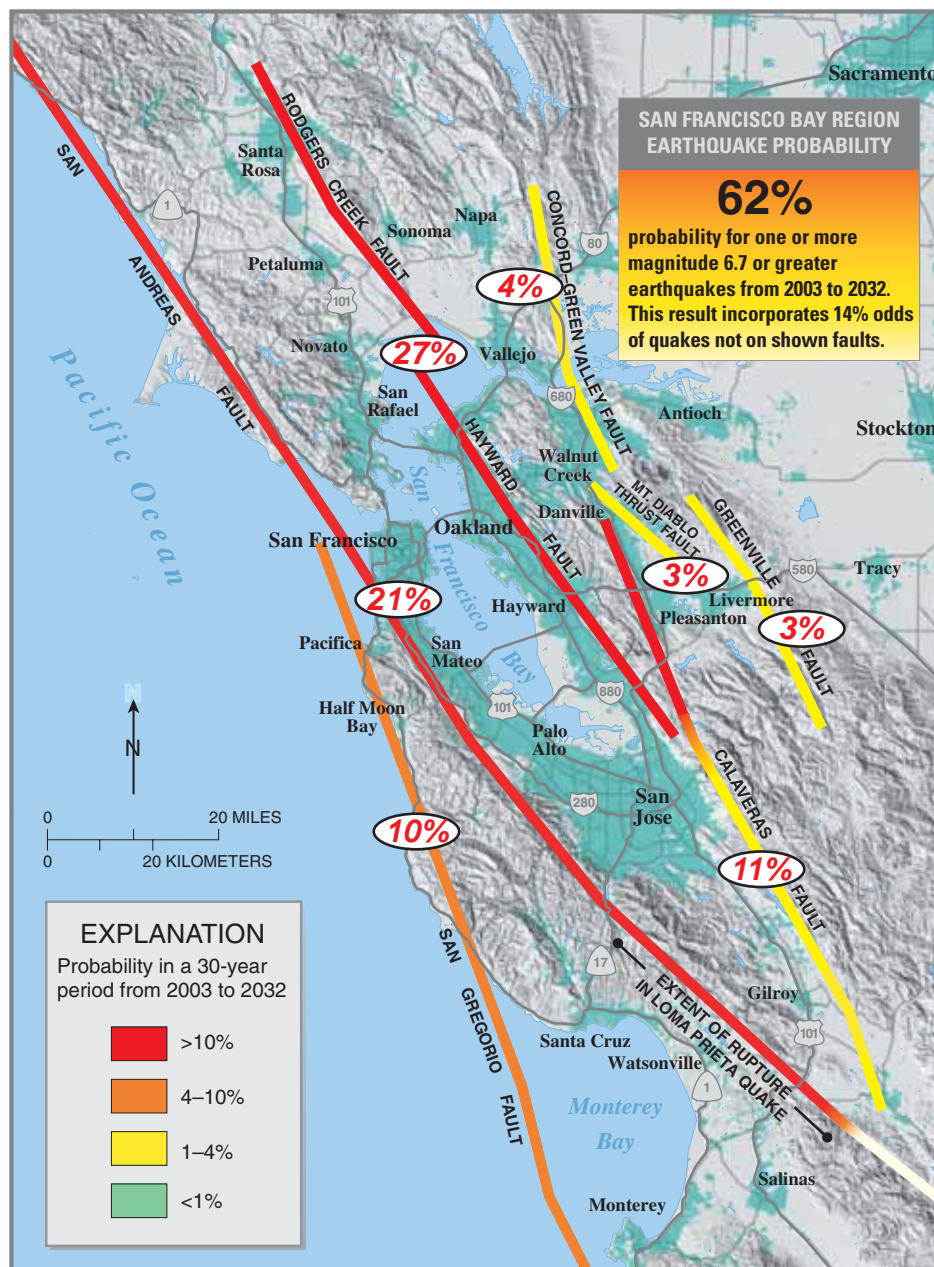 Sacramento
SAN FRANCISCO BAY REGION
EARTHQUAKE PROBABILITY
62%
probability for one or more
magnitude 6.7 or greater
earthquakes from 2003 to 2032.
This result incorporates 14% odds
of quakes not on shown faults.
SAN
ANDREAS
FAULT
RODGERS
CREEK
FAULT
Santa
Rosa
1
Napa
Sonoma
80
CONCORD–GREEN VALLEY FAULT
Petaluma
4%
101
Novato
27%
Vallejo
Pacific Ocean
San
Rafael
680
Antioch
Stockton
HAYWARD
FAULT
Walnut
Creek
MT. DIABLO
THRUST FAULT
GREENVILLE
FAULT
Danville
San
Francisco
Bay
Oakland
San Francisco
580
Tracy
3%
21%
Hayward
Livermore
Pleasanton
3%
Pacifica
San
Mateo
880
Half Moon
Bay
101
Palo
Alto
N
N
CALAVERAS
FAULT
280
San
Jose
0
20 MILES
0
20 KILOMETERS
10%
11%
SAN
GREGORIO
FAULT
17
EXTENT OF RUPTURE
IN LOMA PRIETA QUAKE
Gilroy
101
Santa Cruz
Watsonville
1
Monterey
Bay
Salinas
Monterey
EXPLANATION
Probability in a 30-year
period from 2003 to 2032
>10%
4–10%
1–4%
<1%